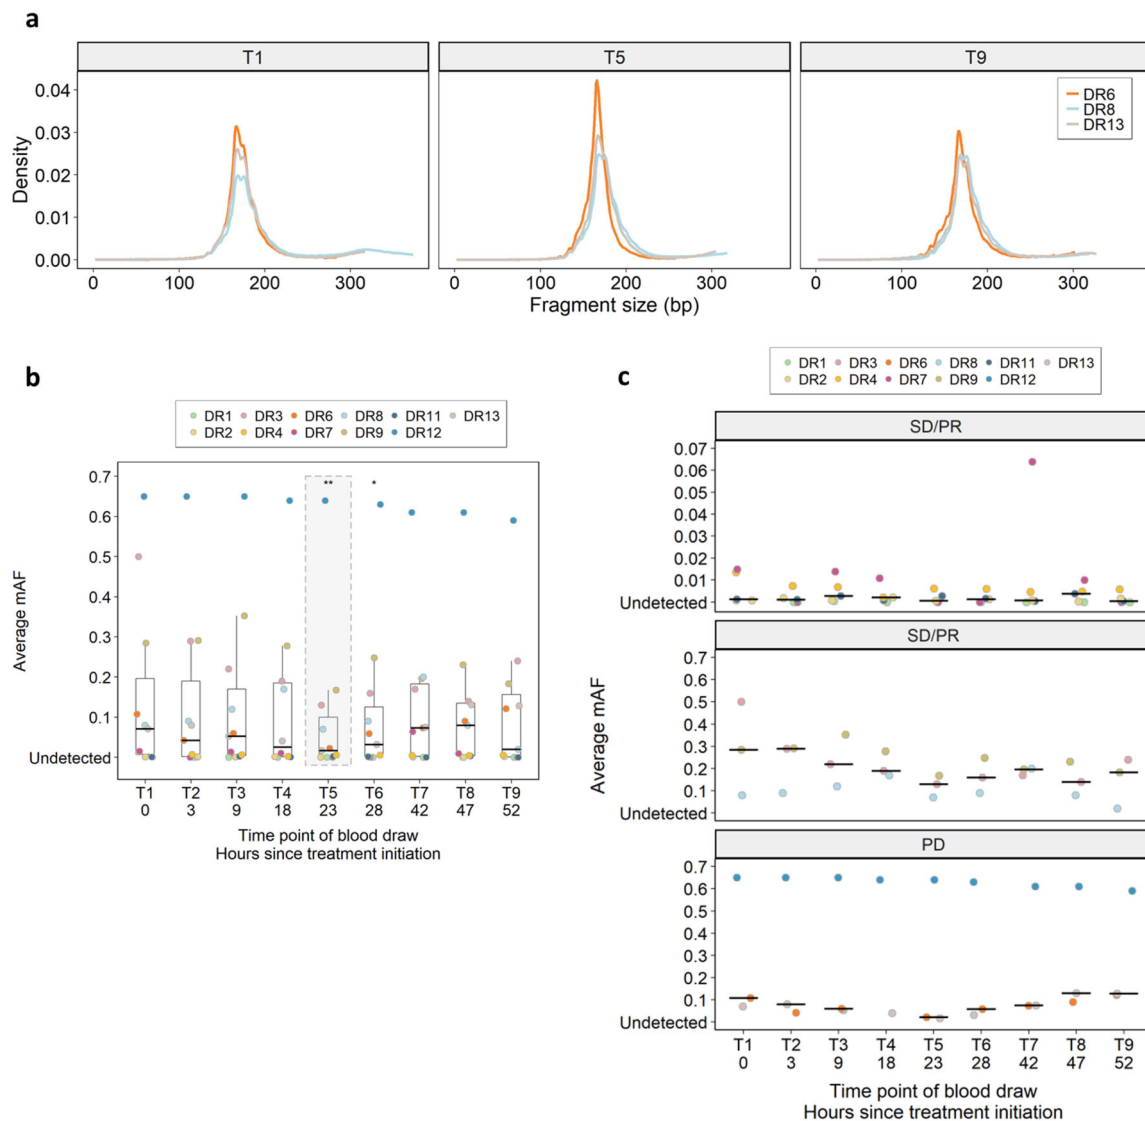 a
T1 T5 T9
DR6
DR8
DR13
Density
0.04
0.03
0.02
0.01
0.00
0 100 200 300 0 100 200 300 0 100 200 300
Fragment size (bp)
b
DR1 DR3 DR6 DR8 DR11 DR13
DR2 DR4 DR7 DR9 DR12
Average mAF
0.7
0.6
0.5
0.4
0.3
0.2
0.1
Undetected
** *
T1 T2 T3 T4 T5 T6 T7 T8 T9
0 3 9 18 23 28 42 47 52
Time point of blood draw
Hours since treatment initiation
c
DR1 DR3 DR6 DR8 DR11 DR13
DR2 DR4 DR7 DR9 DR12
Average mAF
SD/PR
0.07
0.06
0.05
0.04
0.03
0.02
0.01
Undetected
SD/PR
0.7
0.6
0.5
0.4
0.3
0.2
0.1
Undetected
PD
0.7
0.6
0.5
0.4
0.3
0.2
0.1
Undetected
T1 T2 T3 T4 T5 T6 T7 T8 T9
0 3 9 18 23 28 42 47 52
Time point of blood draw
Hours since treatment initiation